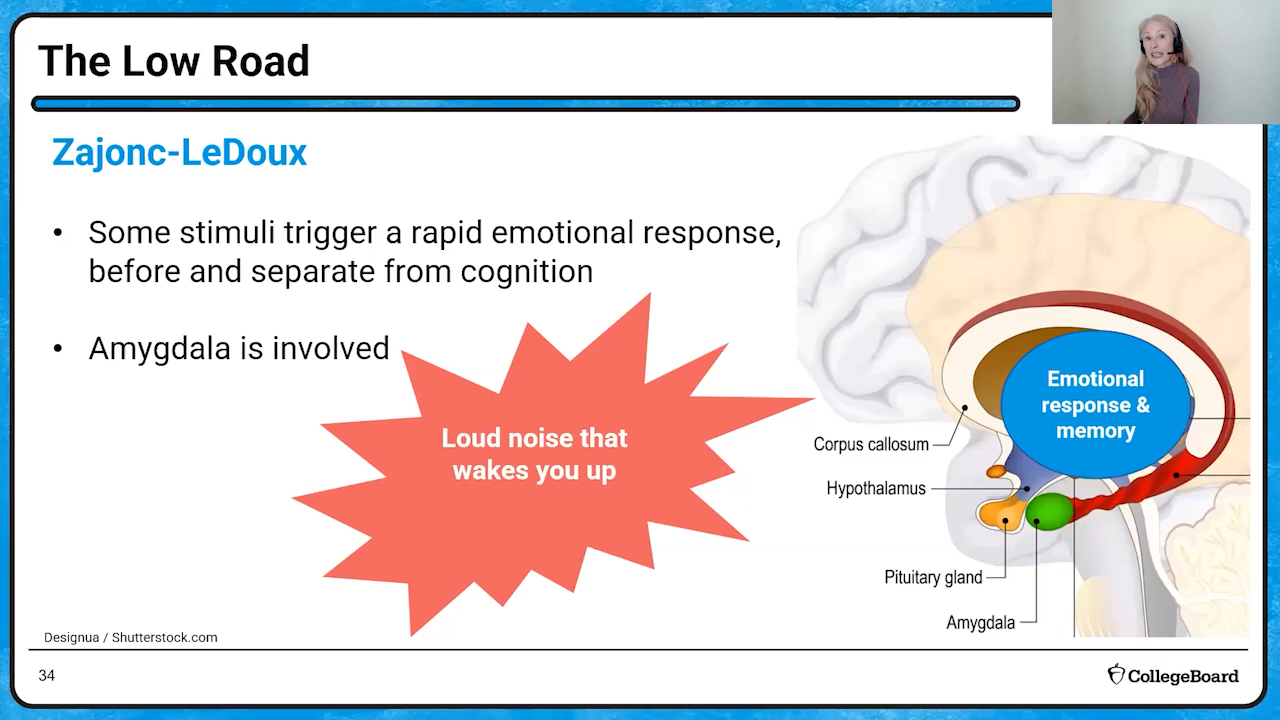 The Low Road
Zajonc-LeDoux
• Some stimuli trigger a rapid emotional response,
before and separate from cognition
• Amygdala is involved
Loud noise that
wakes you up
Emotional
response &
memory
Corpus callosum
Hypothalamus
Pituitary gland
Amygdala
Designua / Shutterstock.com
34
CollegeBoard